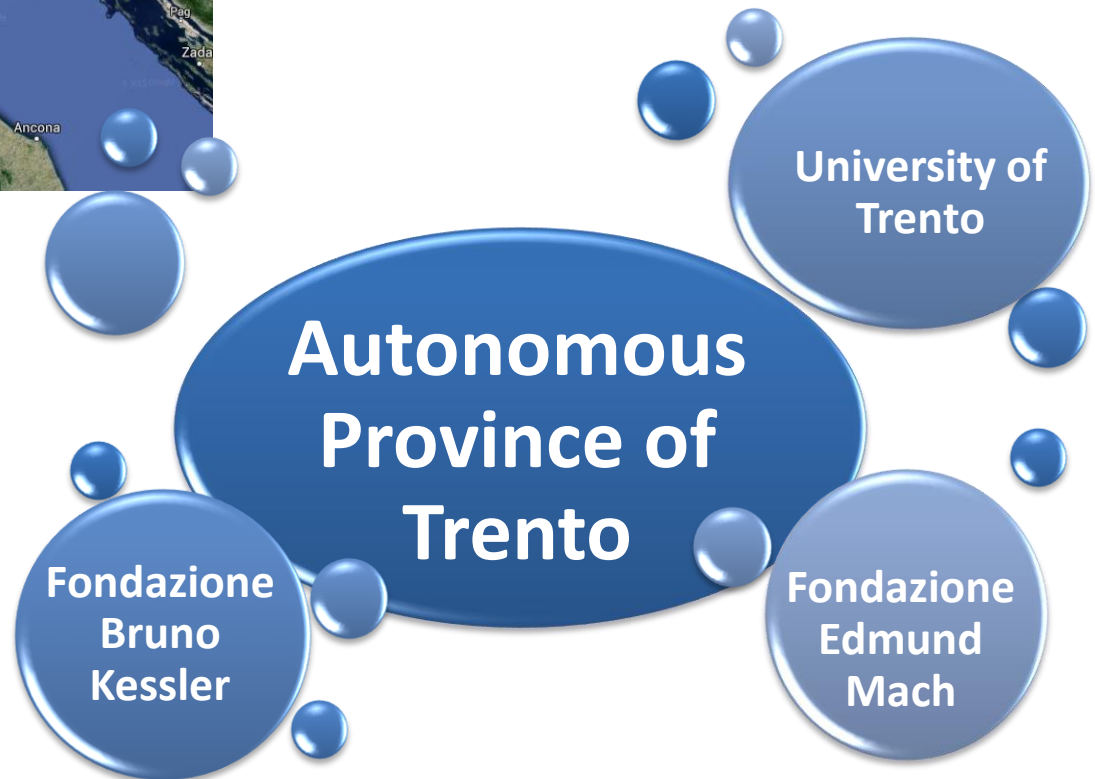 Pag
Zada
Ancona
University of
Trento
Autonomous
Province of
Trento
Fondazione
Bruno
Kessler
Fondazione
Edmund
Mach